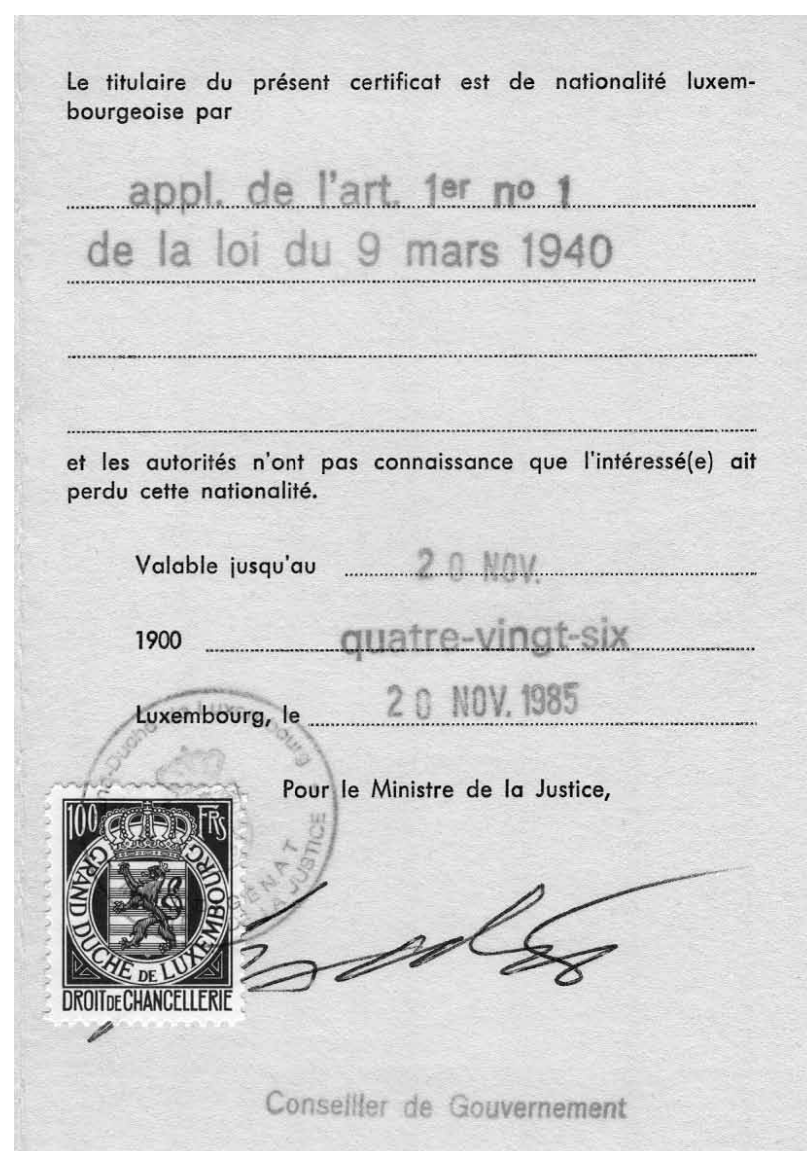 Le titulaire du présent certificat est de nationalité luxem-
bourgeoise par
appl. de l'art. 1er no 1
de la loi du 9 mars 1940
et les autorités n'ont pas connaissance que l'intéressé(e) ait
perdu cette nationalité.
Valable jusqu'au 20 NOV.
1900 quatre-vingt-six
Luxembourg, le 20 NOV. 1985
Pour le Ministre de la Justice,
100 FRS
GRAND DUCHÉ DE LUXEMBOURG
DROIT DE CHANCELLERIE
Conseiller de Gouvernement